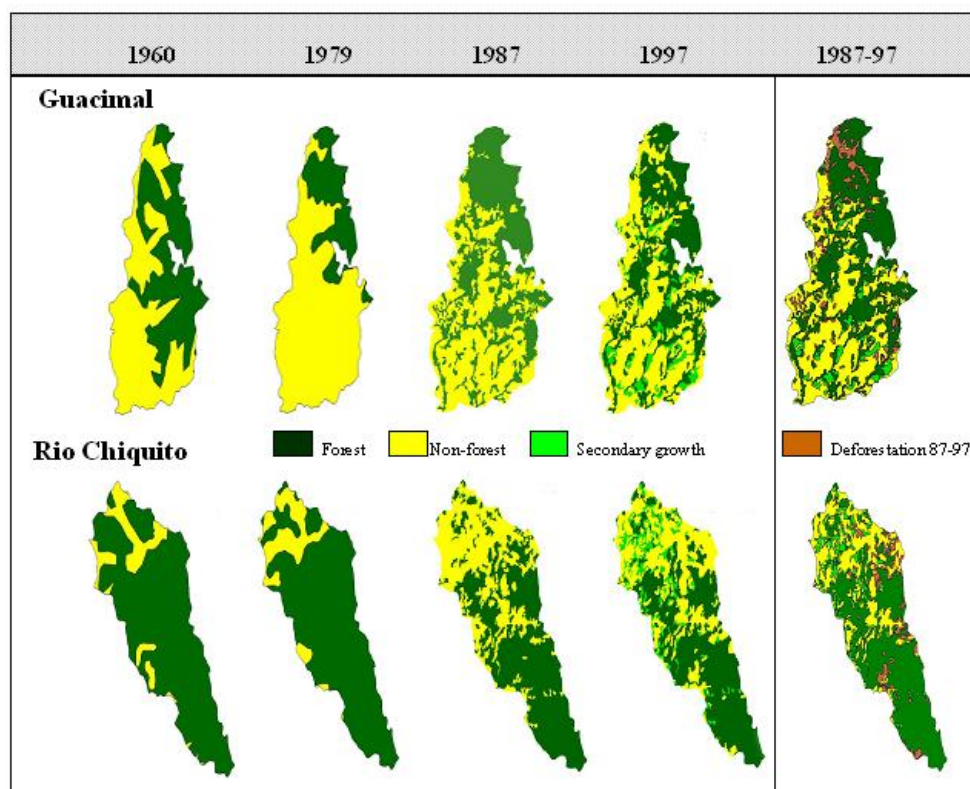 1960 1979 1987 1997 1987-97
Guacimal
Forest Non-forest Secondary growth Deforestation 87-97
Rio Chiquito